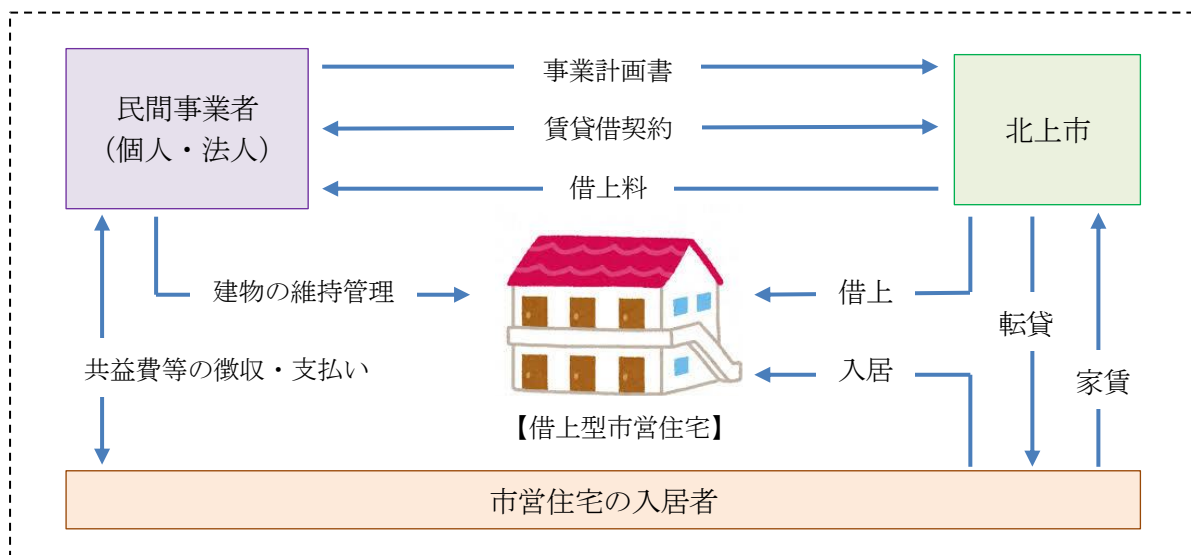 事業計画書
民間事業者
（個人・法人）
賃貸借契約
北上市
借上料
建物の維持管理
借上
転貸
共益費等の徴収・支払い
入居
家賃
【借上型市営住宅】
市営住宅の入居者